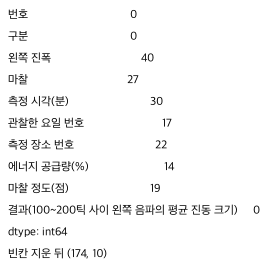 번호 0
구분 0
왼쪽 진폭 40
마찰 27
측정 시각(분) 30
관찰한 요일 번호 17
측정 장소 번호 22
에너지 공급량(%) 14
마찰 정도(점) 19
결과(100~200틱 사이 왼쪽 음파의 평균 진동 크기) 0
dtype: int64
빈칸 지운 뒤 (174, 10)